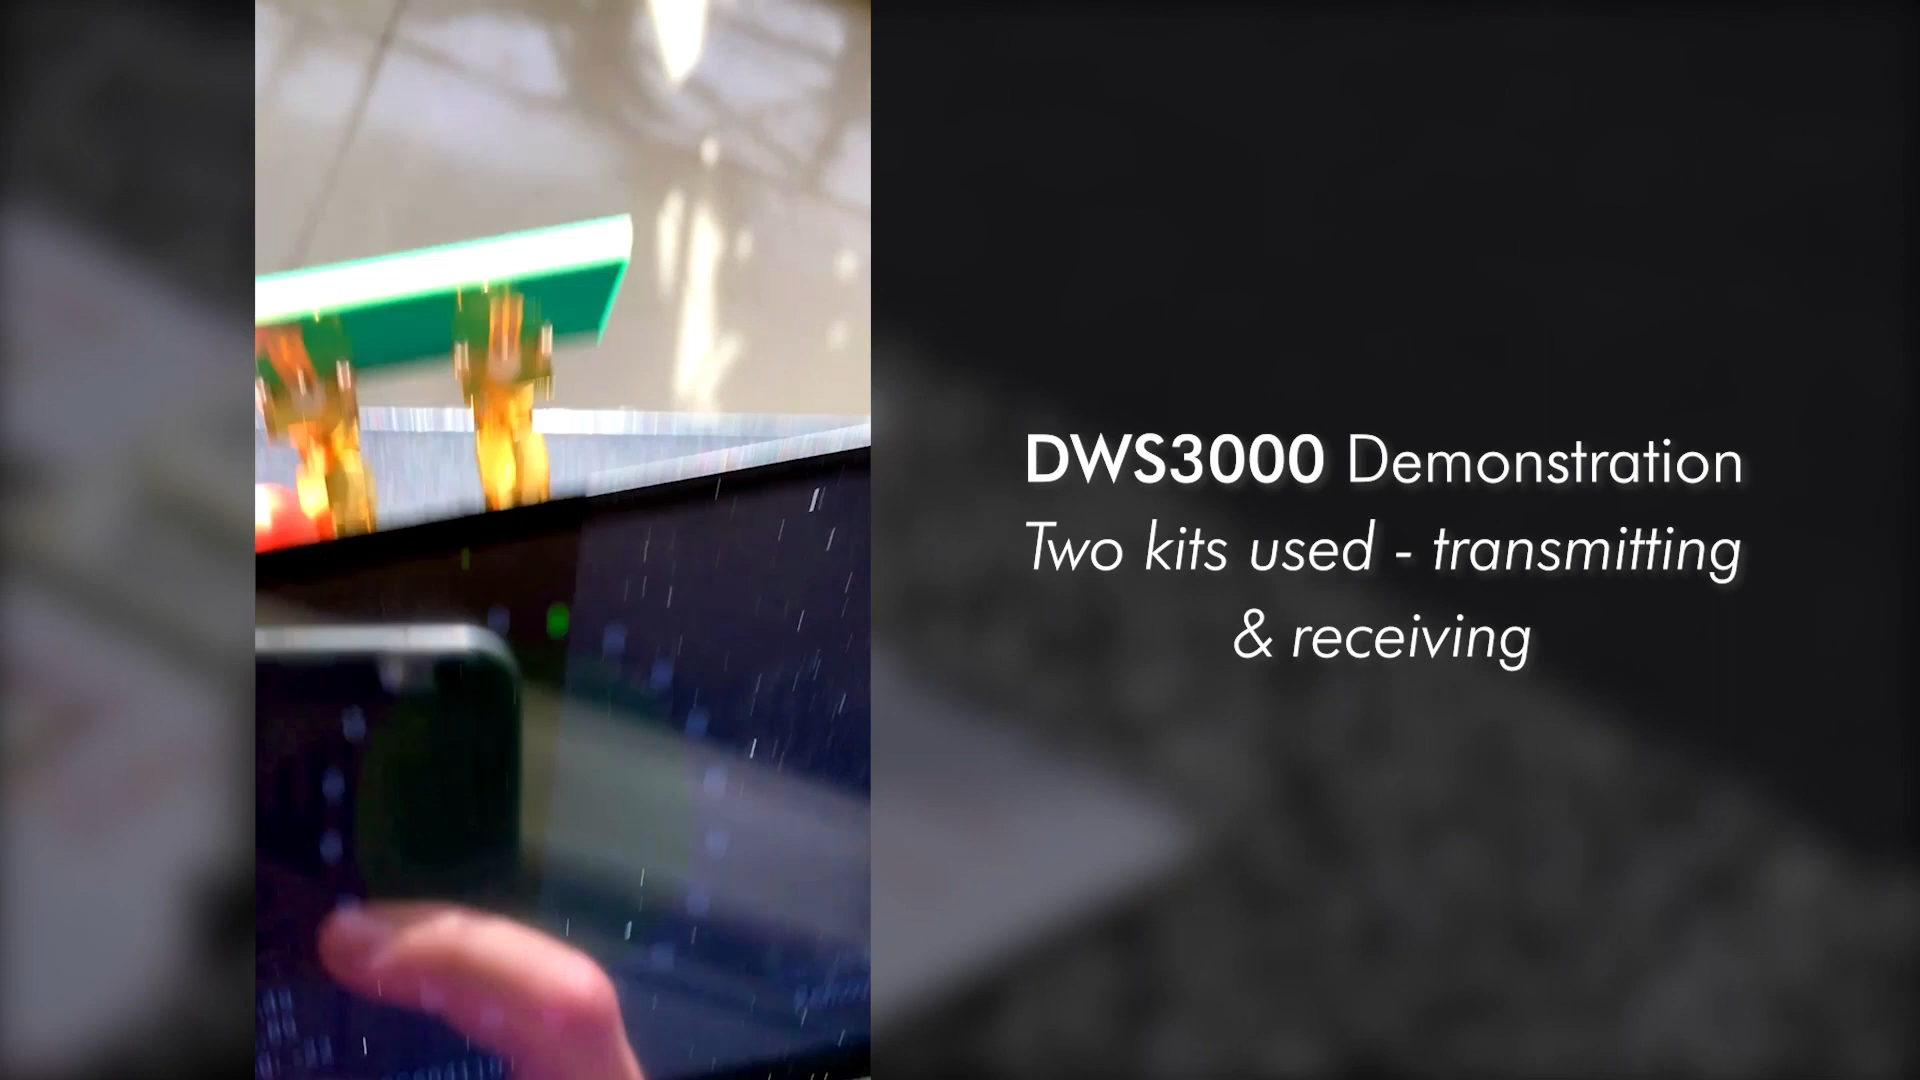 DWS3000 Demonstration
Two kits used - transmitting
& receiving